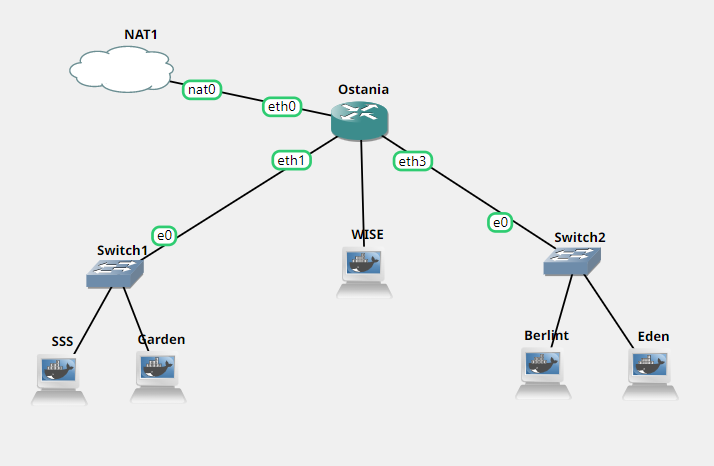 NAT1
nat0
eth0
Ostania
eth1
eth3
e0
e0
WISE
Switch1
Switch2
SSS
Garden
Berlint
Eden